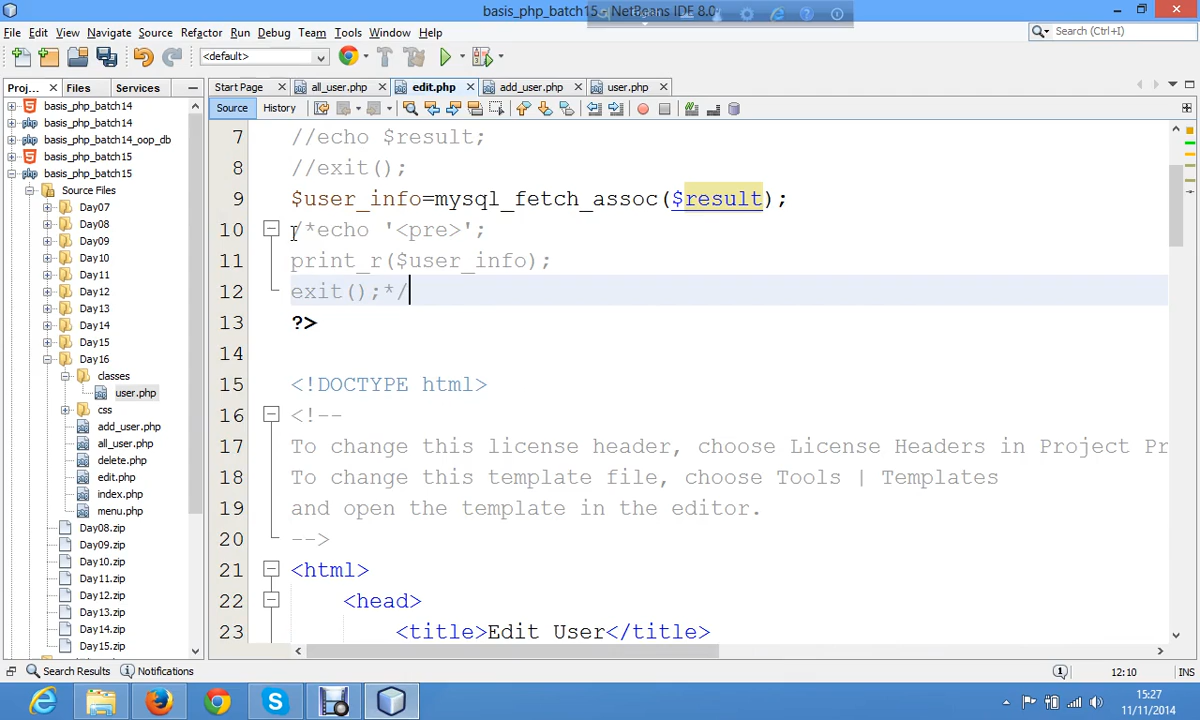 basis_php_batch15 - NetBeans IDE 8.0
File Edit View Navigate Source Refactor Run Debug Team Tools Window Help
Search (Ctrl+I)
<default>
Proj... Files Services
Start Page all_user.php edit.php add_user.php user.php
Source History
basis_php_batch14
basis_php_batch14
basis_php_batch14_oop_db
basis_php_batch15
basis_php_batch15
Source Files
Day07
Day08
Day09
Day10
Day11
Day12
Day13
Day14
Day15
Day16
classes
user.php
css
add_user.php
all_user.php
delete.php
edit.php
index.php
menu.php
Day08.zip
Day09.zip
Day10.zip
Day11.zip
Day12.zip
Day13.zip
Day14.zip
Day15.zip
7 //echo $result;
8 //exit();
9 $user_info=mysql_fetch_assoc($result);
10 /*echo '<pre>';
11 print_r($user_info);
12 exit();*/
13 ?>
14
15 <!DOCTYPE html>
16 <!--
17 To change this license header, choose License Headers in Project Pr
18 To change this template file, choose Tools | Templates
19 and open the template in the editor.
20 -->
21 <html>
22 <head>
23 <title>Edit User</title>
Search Results Notifications
12:10 INS
15:27
11/11/2014